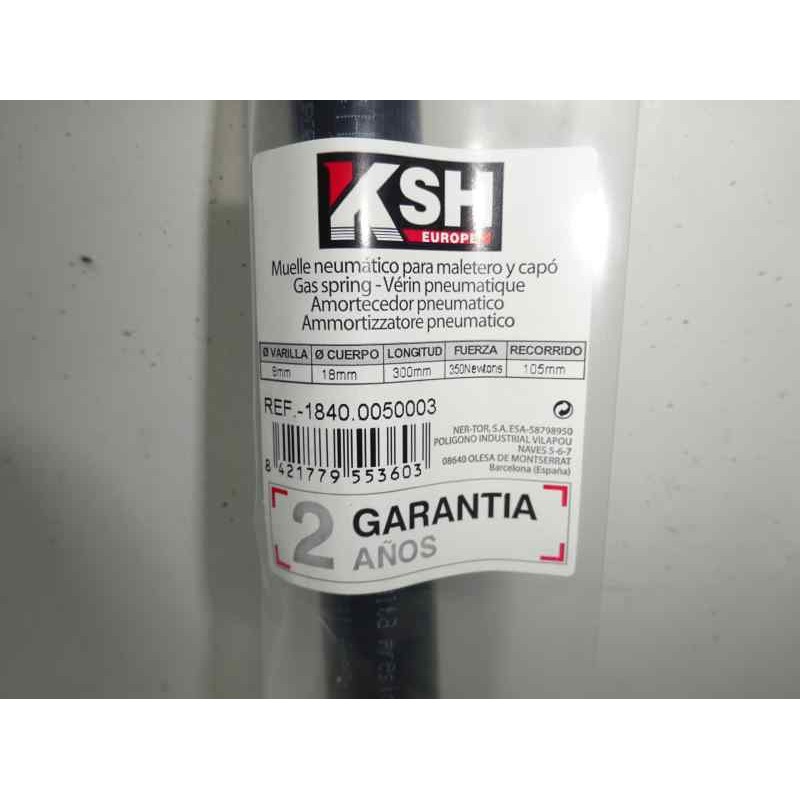 KSH
EUROPE
Muelle neumático para maletero y capó
Gas spring - Vérin pneumatique
Amortecedor pneumatico
Ammortizzatore pneumatico
Ø VARILLA Ø CUERPO LONGITUD FUERZA RECORRIDO
8mm 18mm 300mm 350Newtons 105mm
REF.-1840.0050003
NER-TOR, S.A. ESA-58798950
POLIGONO INDUSTRIAL VILAPOU
NAVES 5-6-7
08640 OLESA DE MONTSERRAT
Barcelona (España)
8 421779 553603
2 GARANTIA
AÑOS